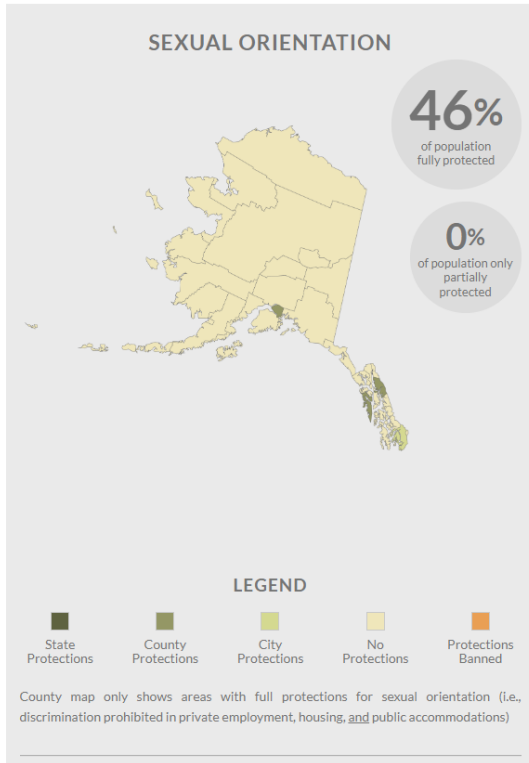 SEXUAL ORIENTATION
46%
of population
fully protected
0%
of population only
partially
protected
LEGEND
State
Protections
County
Protections
City
Protections
No
Protections
Protections
Banned
County map only shows areas with full protections for sexual orientation (i.e.,
discrimination prohibited in private employment, housing, and public accommodations)